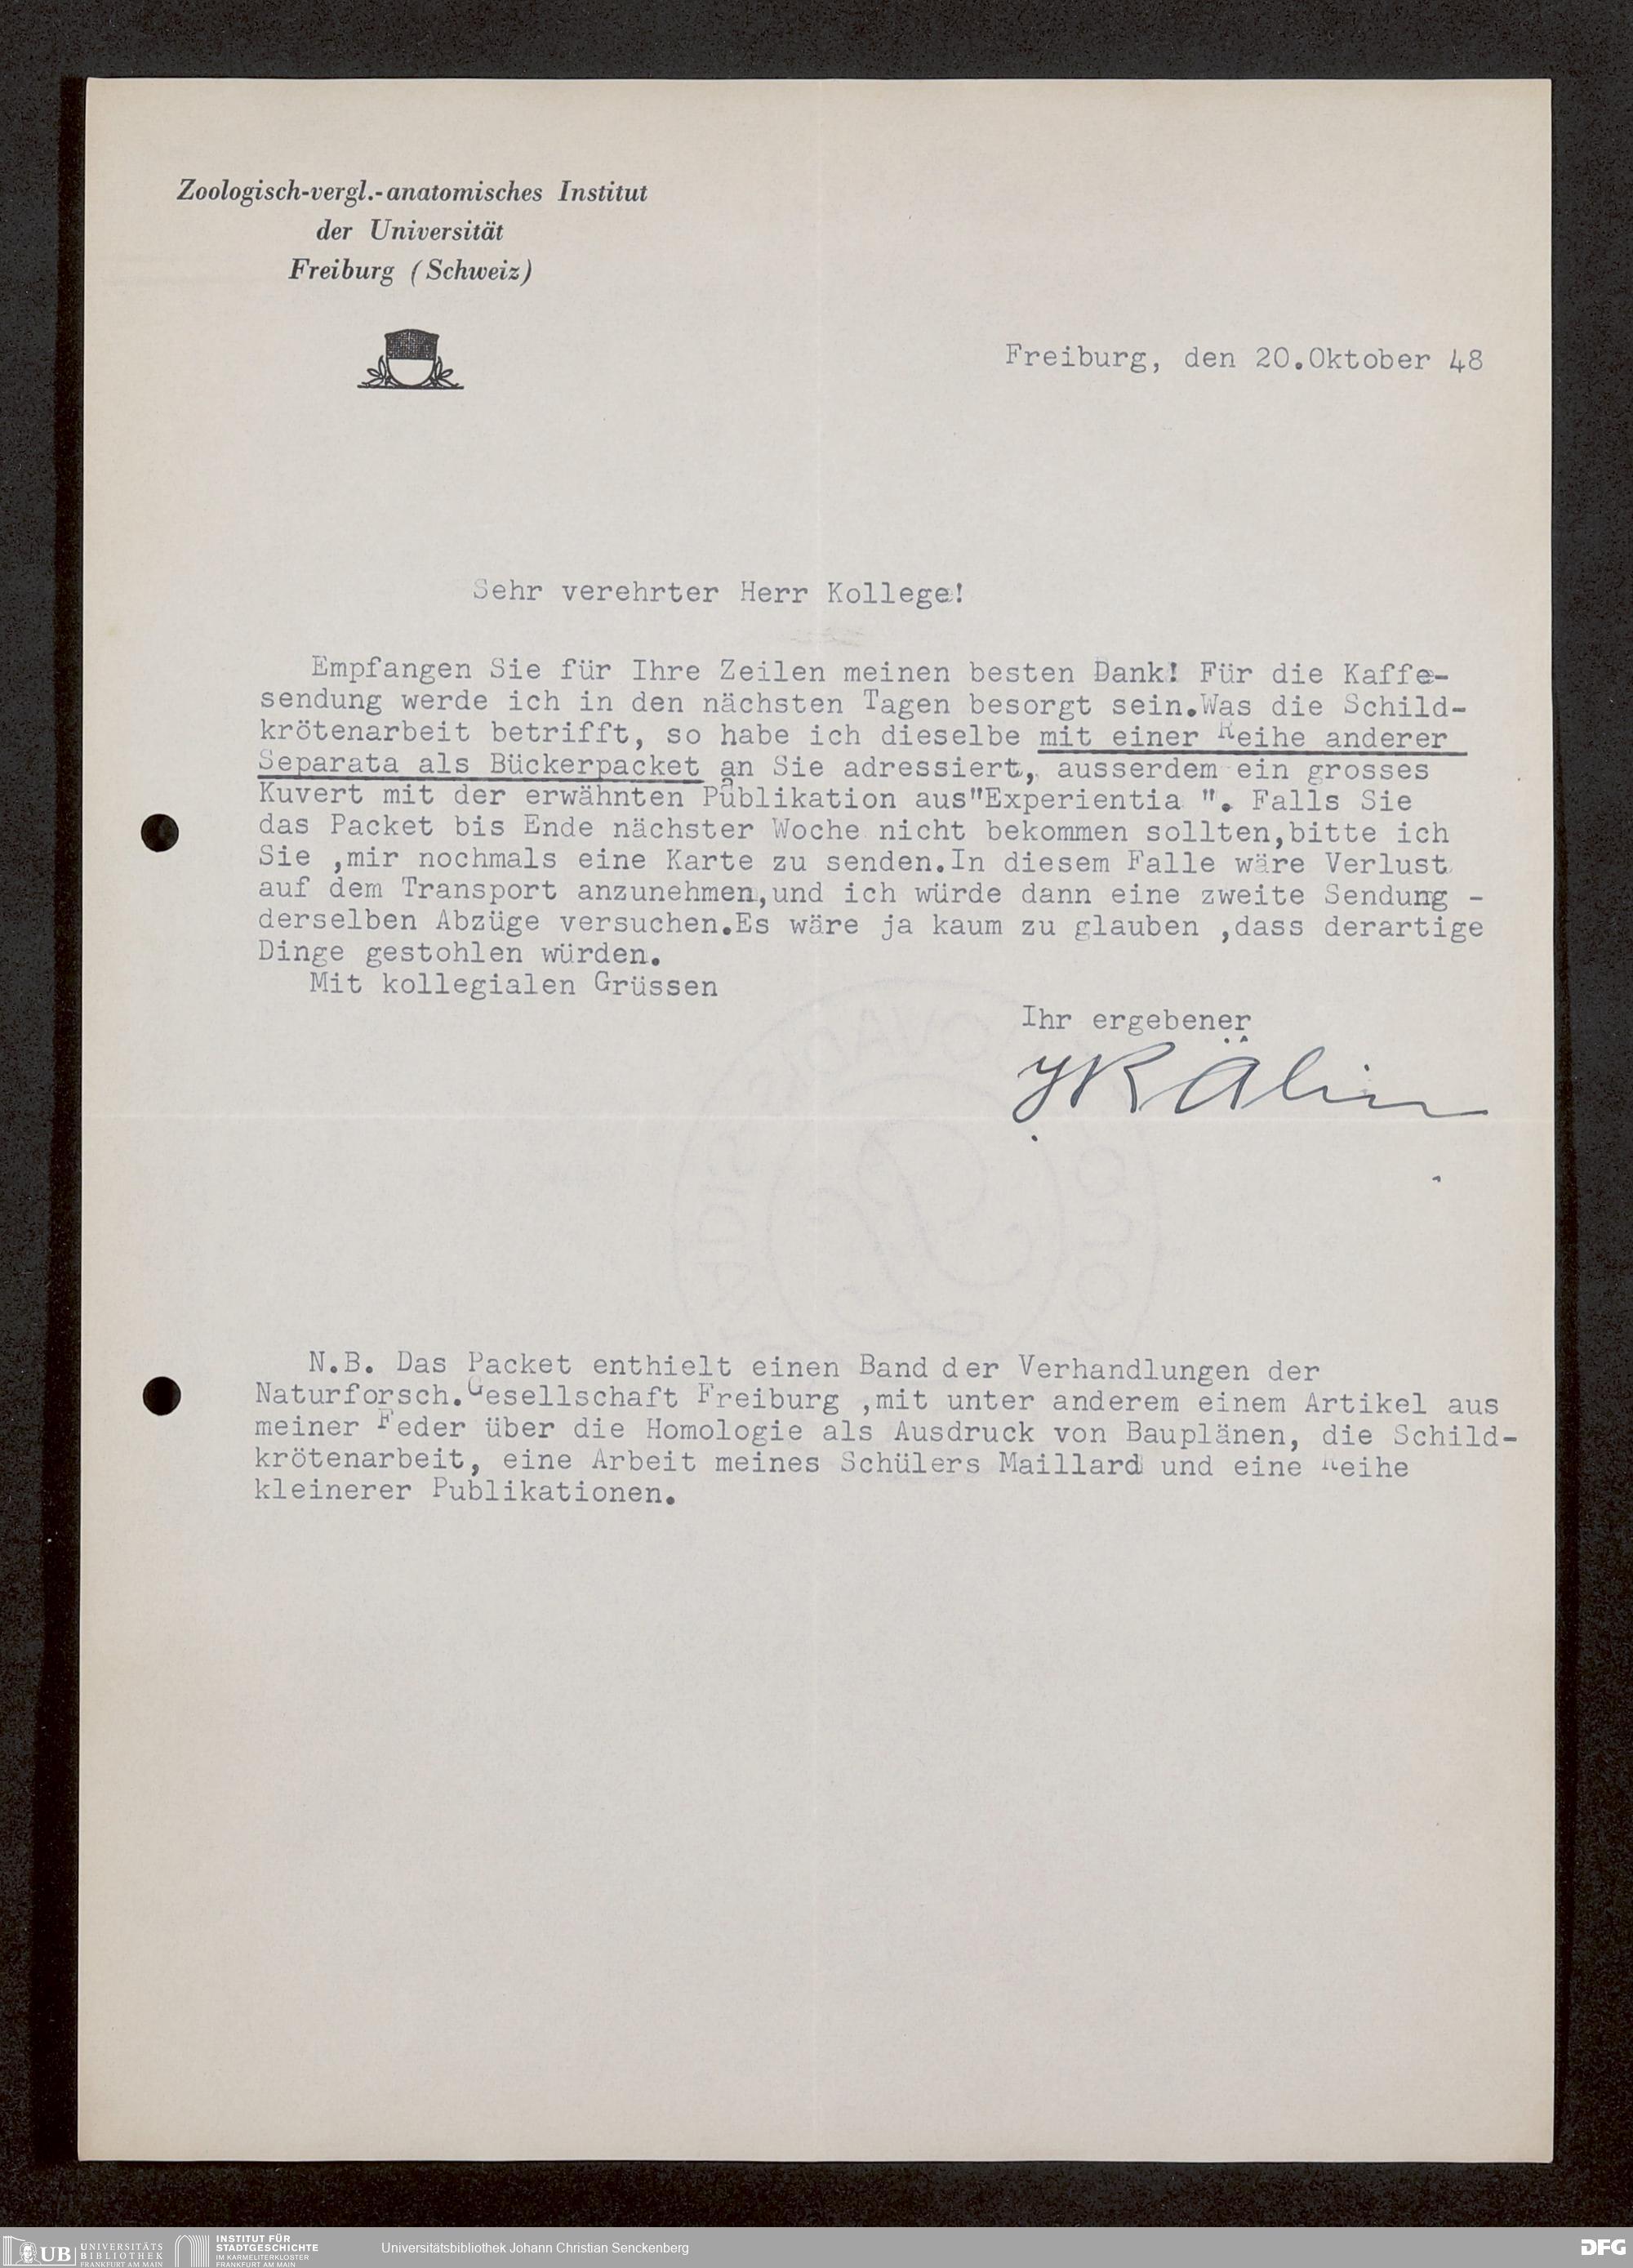 Zoologisch-vergl.-anatomisches Institut
der Universität
Freiburg (Schweiz)
Freiburg, den 20.Oktober 48
Sehr verehrter Herr Kollege!
Empfangen Sie für Ihre Zeilen meinen besten Dank! Für die Kaffe-
sendung werde ich in den nächsten Tagen besorgt sein.Was die Schild-
krötenarbeit betrifft, so habe ich dieselbe mit einer Reihe anderer
Separata als Bückerpacket an Sie adressiert, ausserdem ein grosses
Kuvert mit der erwähnten Publikation aus"Experientia ". Falls Sie
das Packet bis Ende nächster Woche nicht bekommen sollten,bitte ich
Sie ,mir nochmals eine Karte zu senden.In diesem Falle wäre Verlust
auf dem Transport anzunehmen,und ich würde dann eine zweite Sendung -
derselben Abzüge versuchen.Es wäre ja kaum zu glauben ,dass derartige
Dinge gestohlen würden.
Mit kollegialen Grüssen
Ihr ergebener
J Kälin
N.B. Das Packet enthielt einen Band der Verhandlungen der
Naturforsch.Gesellschaft Freiburg ,mit unter anderem einem Artikel aus
meiner Feder über die Homologie als Ausdruck von Bauplänen, die Schild-
krötenarbeit, eine Arbeit meines Schülers Maillard und eine Reihe
kleinerer Publikationen.
UB UNIVERSITÄTS
BIBLIOTHEK
FRANKFURT AM MAIN
INSTITUT FÜR
STADTGESCHICHTE
IM KARMELITERKLOSTER
FRANKFURT AM MAIN
Universitätsbibliothek Johann Christian Senckenberg
DFG